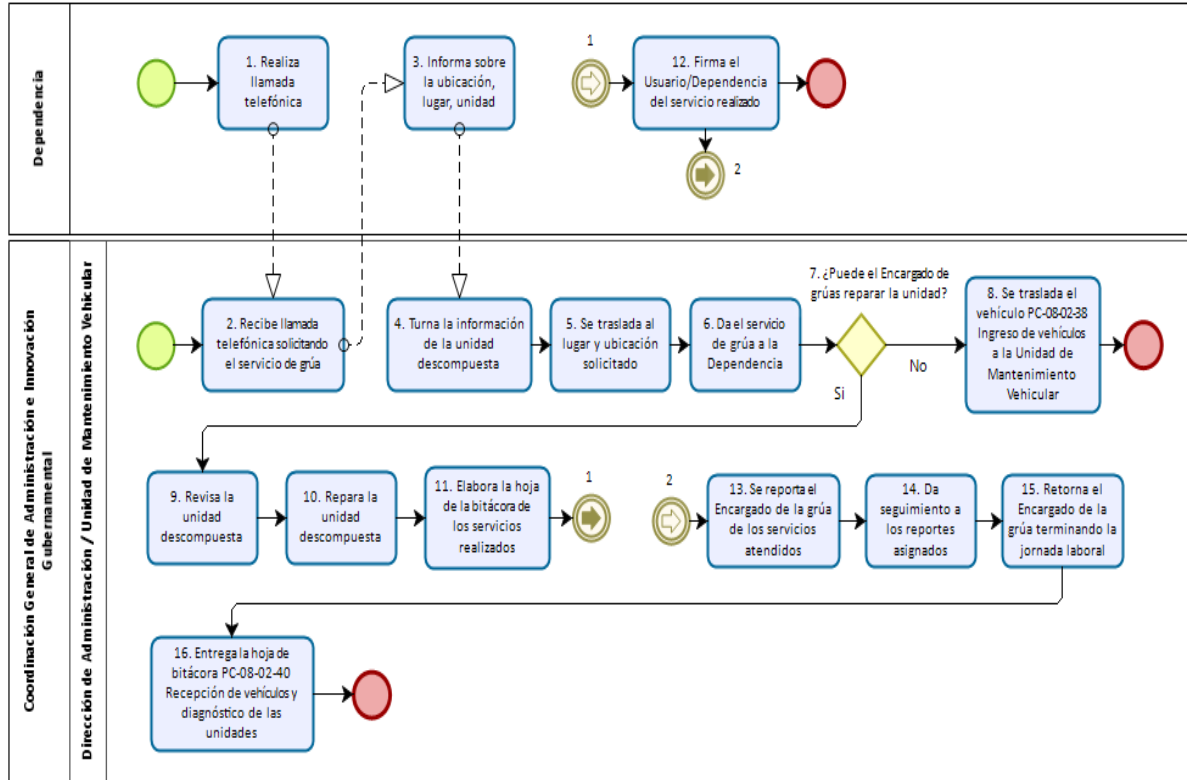 Dependencia
1. Realiza
llamada
telefónica
3. Informa sobre
la ubicación,
lugar, unidad
1
12. Firma el
Usuario/Dependencia
del servicio realizado
2
Coordinación General de Administración e Innovación
Gubernamental
Dirección de Administración / Unidad de Mantenimiento Vehicular
2. Recibe llamada
telefónica solicitando
el servicio de grúa
4. Turna la información
de la unidad
descompuesta
5. Se traslada al
lugar y ubicación
solicitado
6. Da el servicio
de grúa a la
Dependencia
7. ¿Puede el Encargado de
grúas reparar la unidad?
No
Si
8. Se traslada el
vehículo PC-08-02-38
Ingreso de vehículos
a la Unidad de
Mantenimiento
Vehicular
9. Revisa la
unidad
descompuesta
10. Repara la
unidad
descompuesta
11. Elabora la hoja
de la bitácora de
los servicios
realizados
1
2
13. Se reporta el
Encargado de la grúa
de los servicios
atendidos
14. Da
seguimiento a
los reportes
asignados
15. Retorna el
Encargado de la
grúa terminando la
jornada laboral
16. Entrega la hoja de
bitácora PC-08-02-40
Recepción de vehículos y
diagnóstico de las
unidades